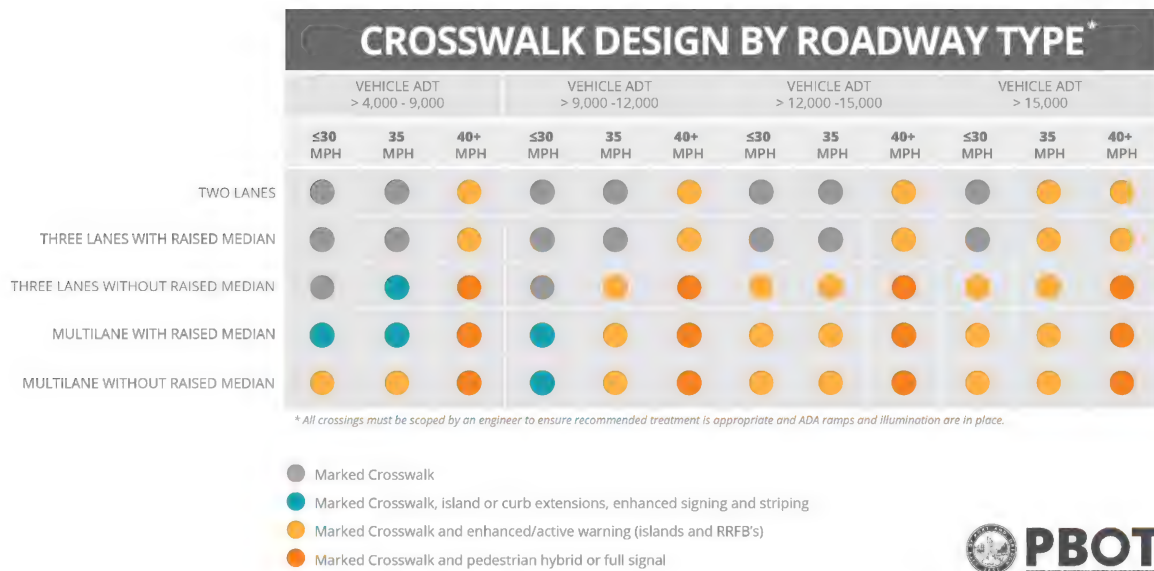 CROSSWALK DESIGN BY ROADWAY TYPE*
VEHICLE ADT VEHICLE ADT VEHICLE ADT VEHICLE ADT
> 4,000 - 9,000 > 9,000 -12,000 > 12,000 -15,000 > 15,000
≤30 35 40+ ≤30 35 40+ ≤30 35 40+ ≤30 35 40+
MPH MPH MPH MPH MPH MPH MPH MPH MPH MPH MPH MPH
TWO LANES
THREE LANES WITH RAISED MEDIAN
THREE LANES WITHOUT RAISED MEDIAN
MULTILANE WITH RAISED MEDIAN
MULTILANE WITHOUT RAISED MEDIAN
* All crossings must be scoped by an engineer to ensure recommended treatment is appropriate and ADA ramps and illumination are in place.
Marked Crosswalk
Marked Crosswalk, island or curb extensions, enhanced signing and striping
Marked Crosswalk and enhanced/active warning (islands and RRFB's)
Marked Crosswalk and pedestrian hybrid or full signal
PBOT